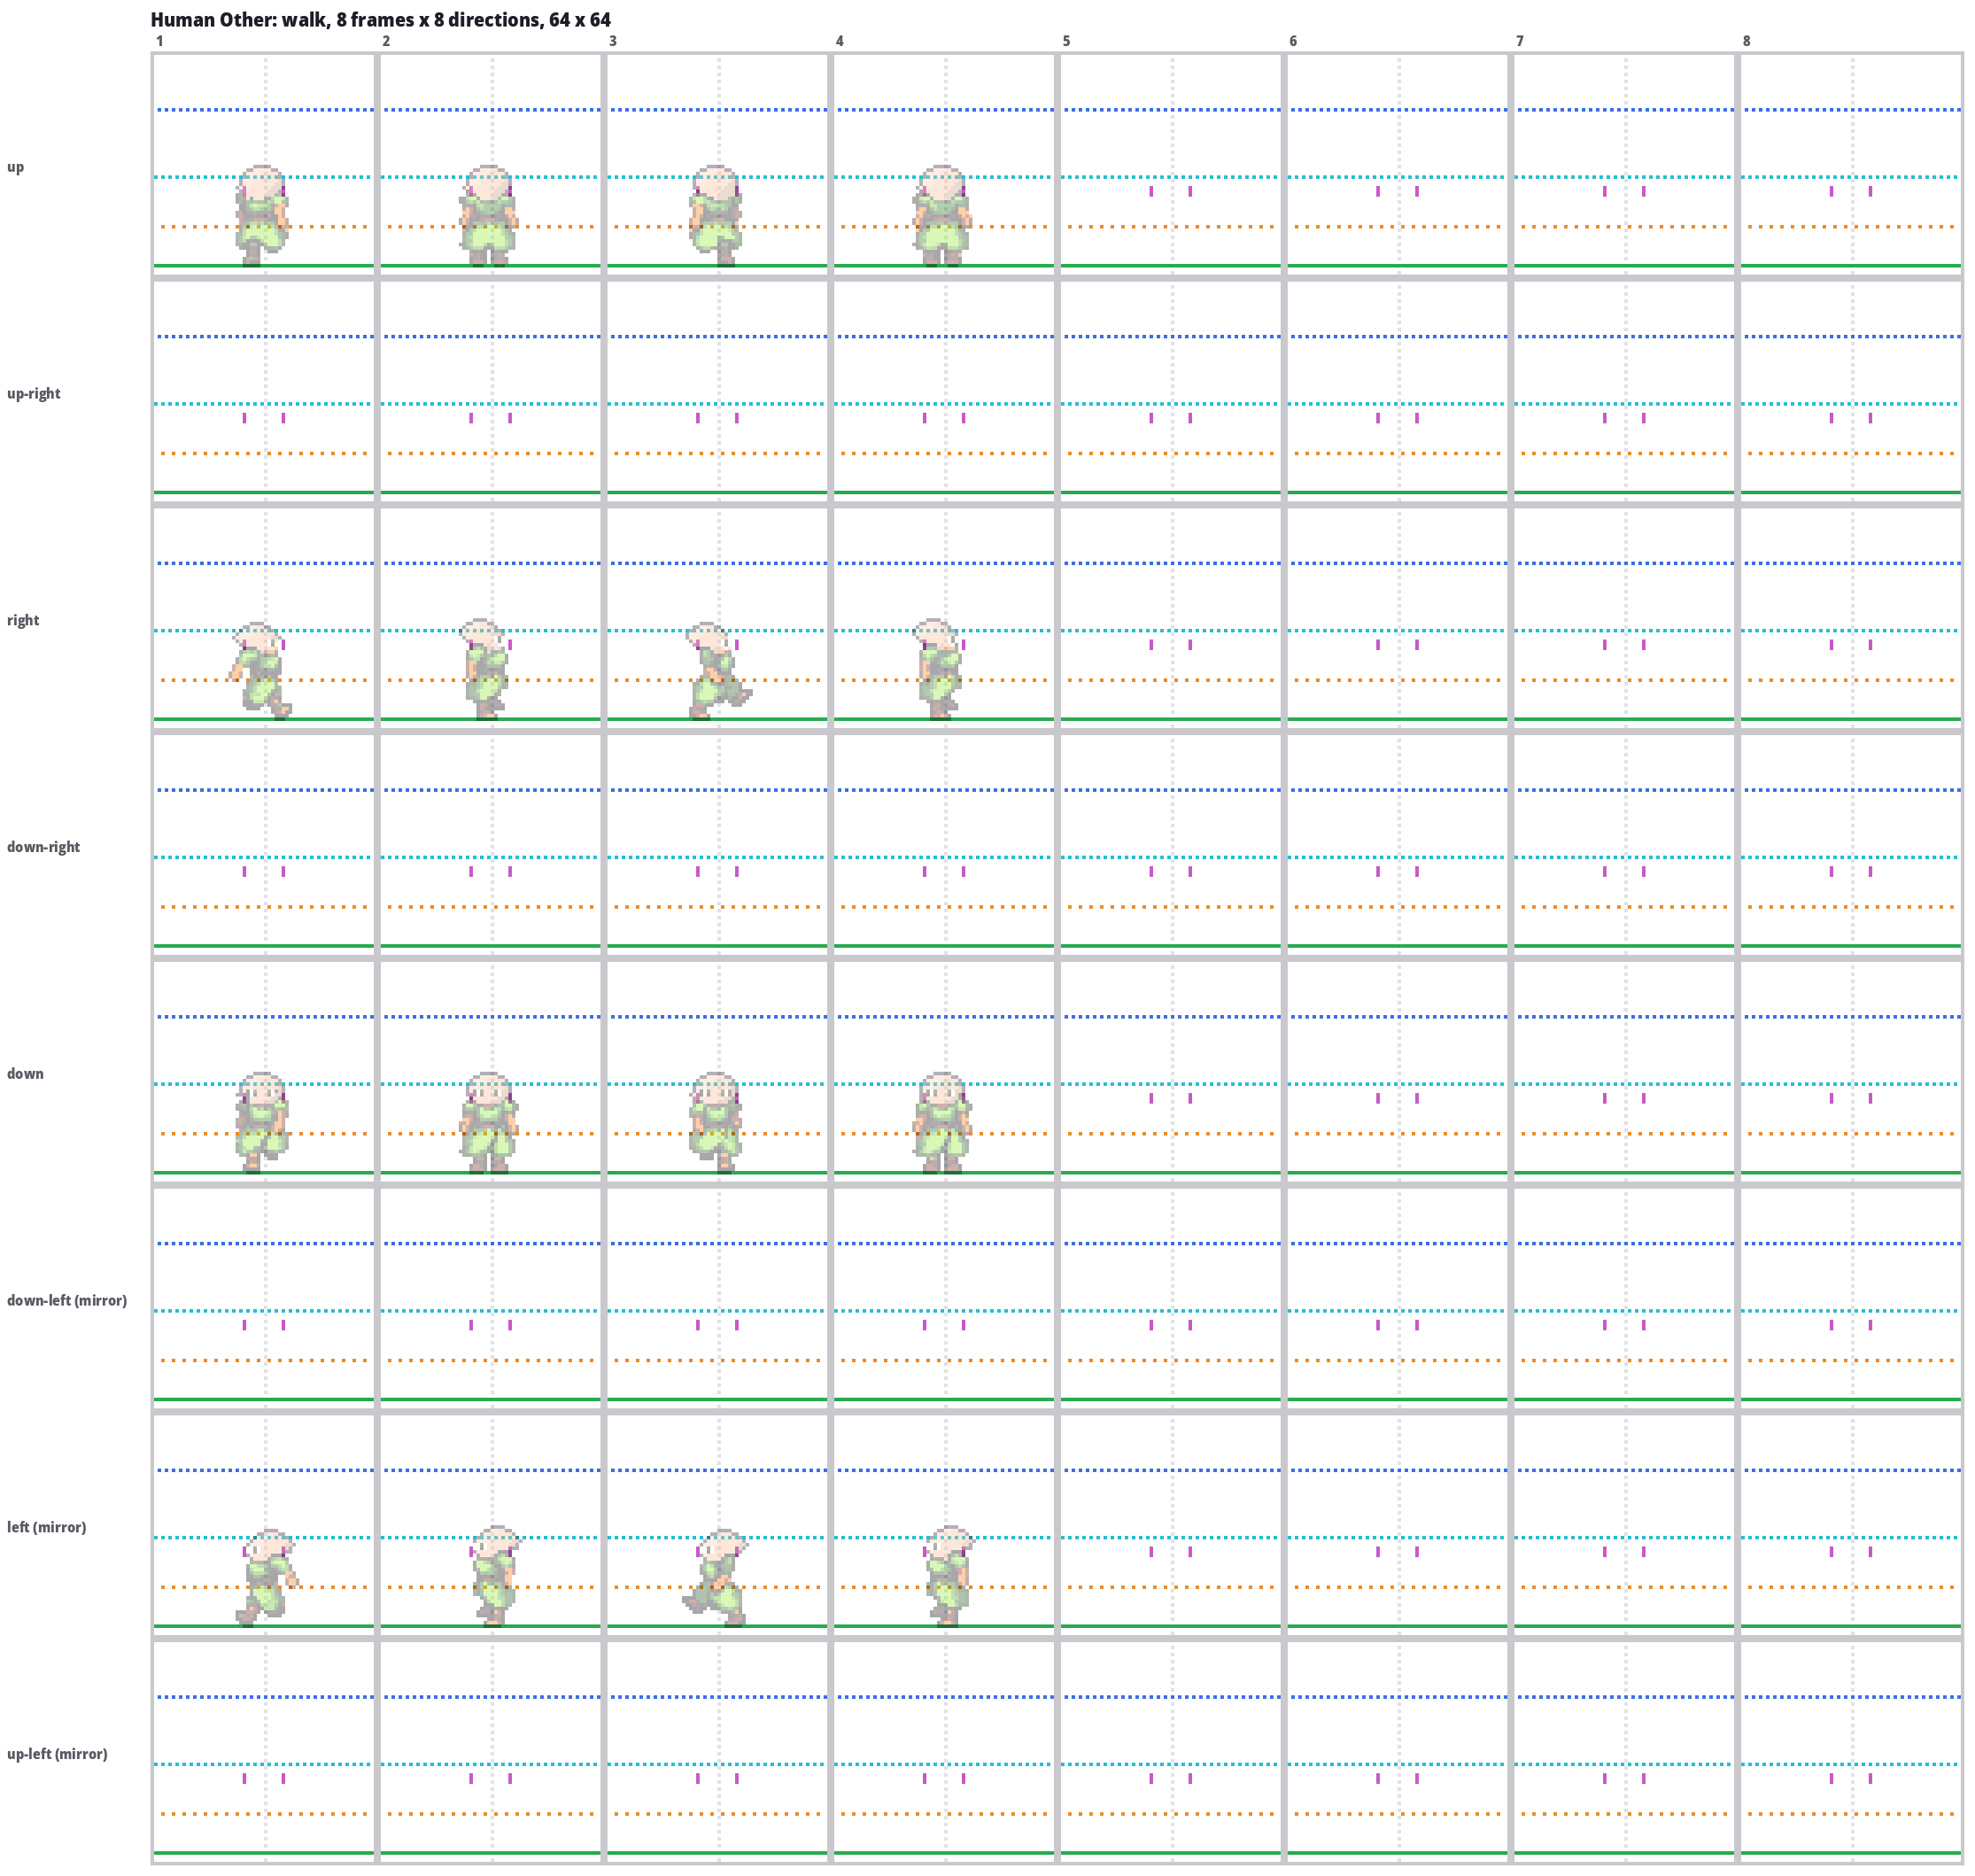 Human Other: walk, 8 frames x 8 directions, 64 x 64
1 2 3 4 5 6 7 8
up
up-right
right
down-right
down
down-left (mirror)
left (mirror)
up-left (mirror)